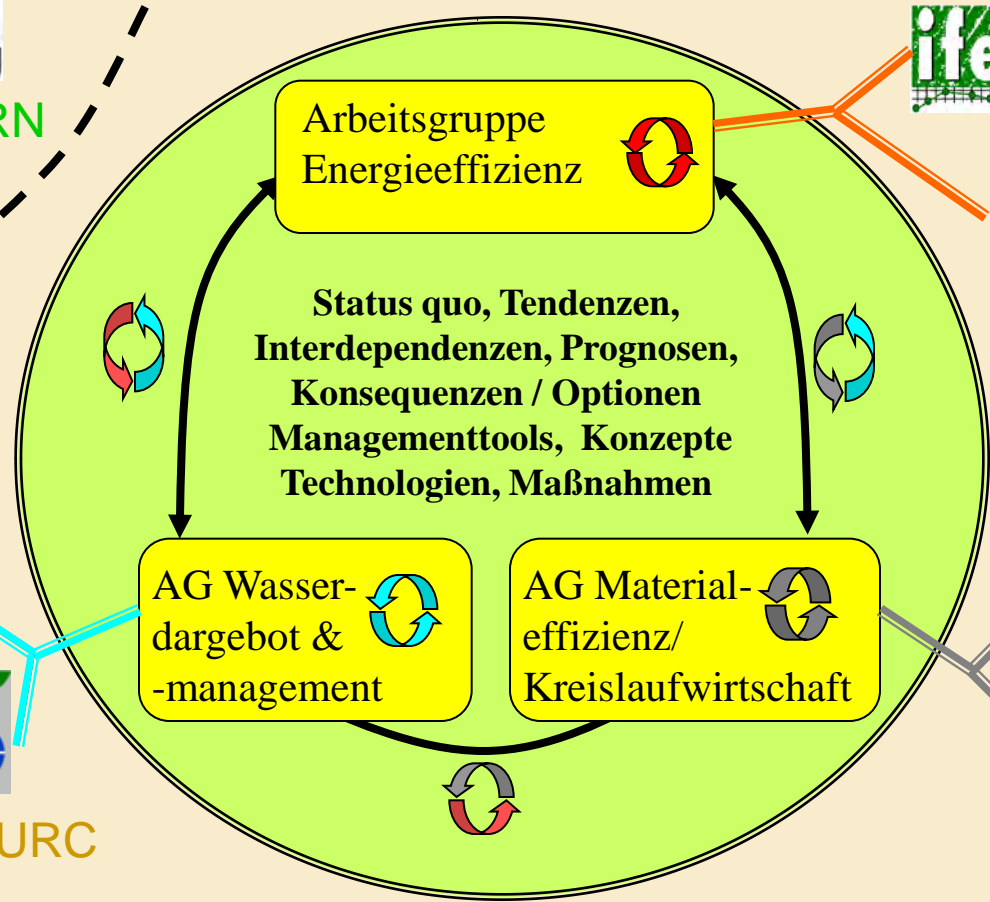 RN
ife
Arbeitsgruppe
Energieeffizienz
Status quo, Tendenzen,
Interdependenzen, Prognosen,
Konsequenzen / Optionen
Managementtools, Konzepte
Technologien, Maßnahmen
AG Wasser-
dargebot &
-management
AG Material-
effizienz/
Kreislaufwirtschaft
URC